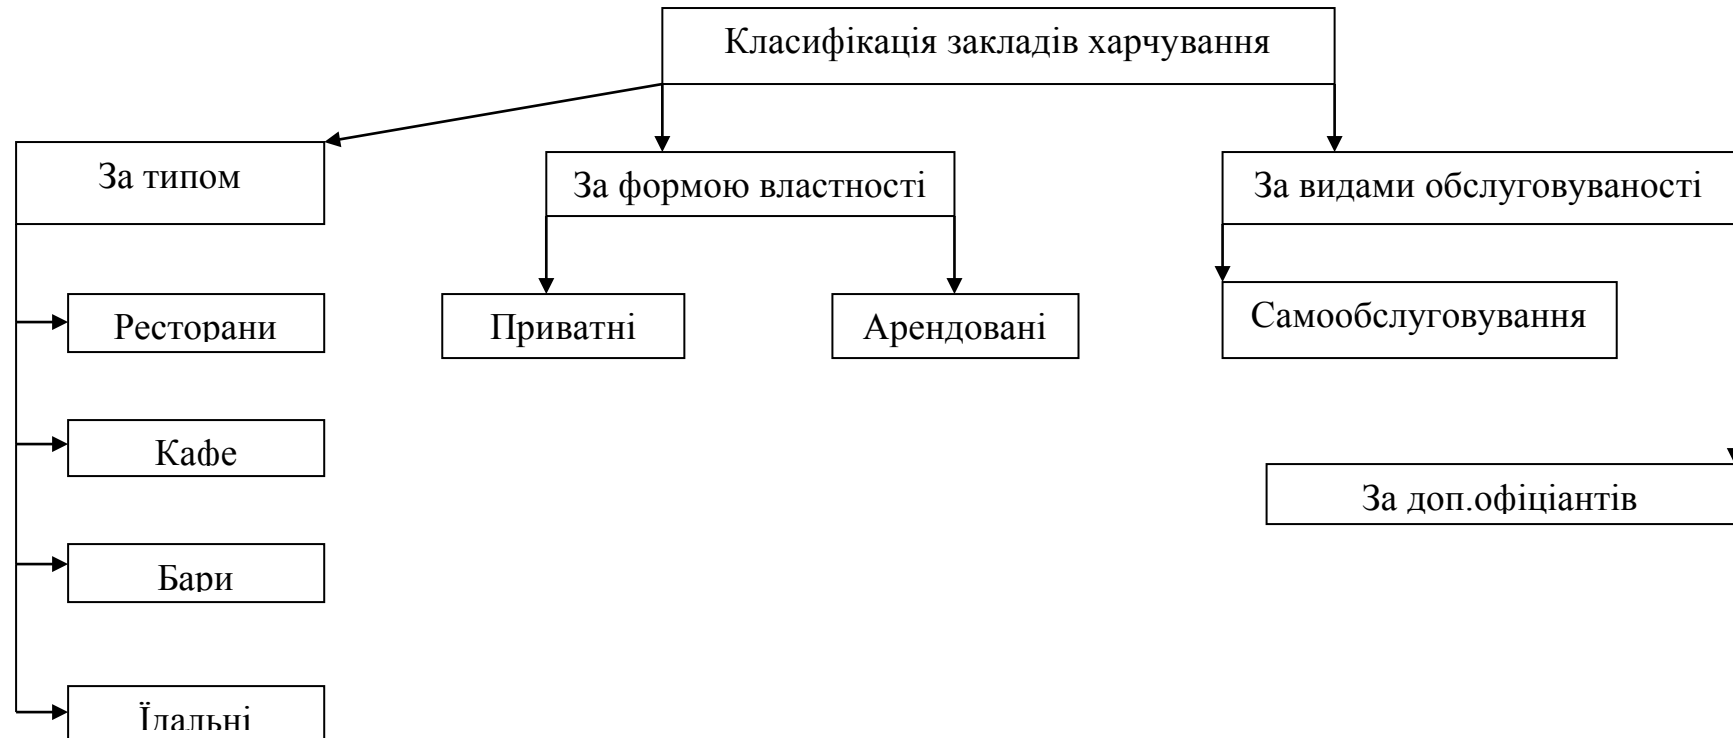 Класифікація закладів харчування
За типом
За формою властності
За видами обслуговуваності
Ресторани
Приватні
Арендовані
Самообслуговування
Кафе
За доп.офіціантів
Бари
Їдальні